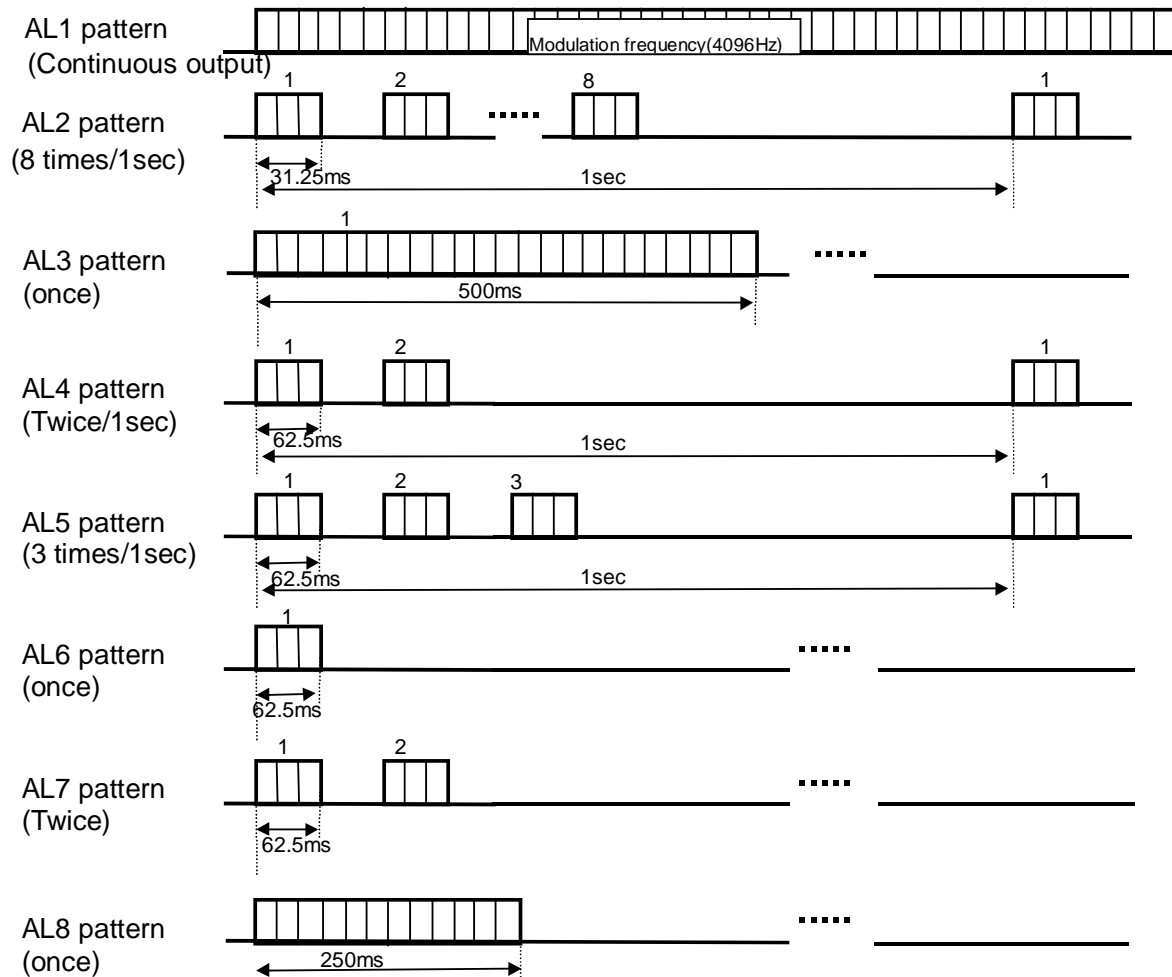 AL1 pattern
(Continuous output)
Modulation frequency(4096Hz)
1 2 8 1
AL2 pattern
(8 times/1sec)
31.25ms 1sec
1
AL3 pattern
(once)
500ms
1 2 1
AL4 pattern
(Twice/1sec)
62.5ms 1sec
1 2 3 1
AL5 pattern
(3 times/1sec)
62.5ms 1sec
1
AL6 pattern
(once)
62.5ms
1 2
AL7 pattern
(Twice)
62.5ms
AL8 pattern
(once)
250ms